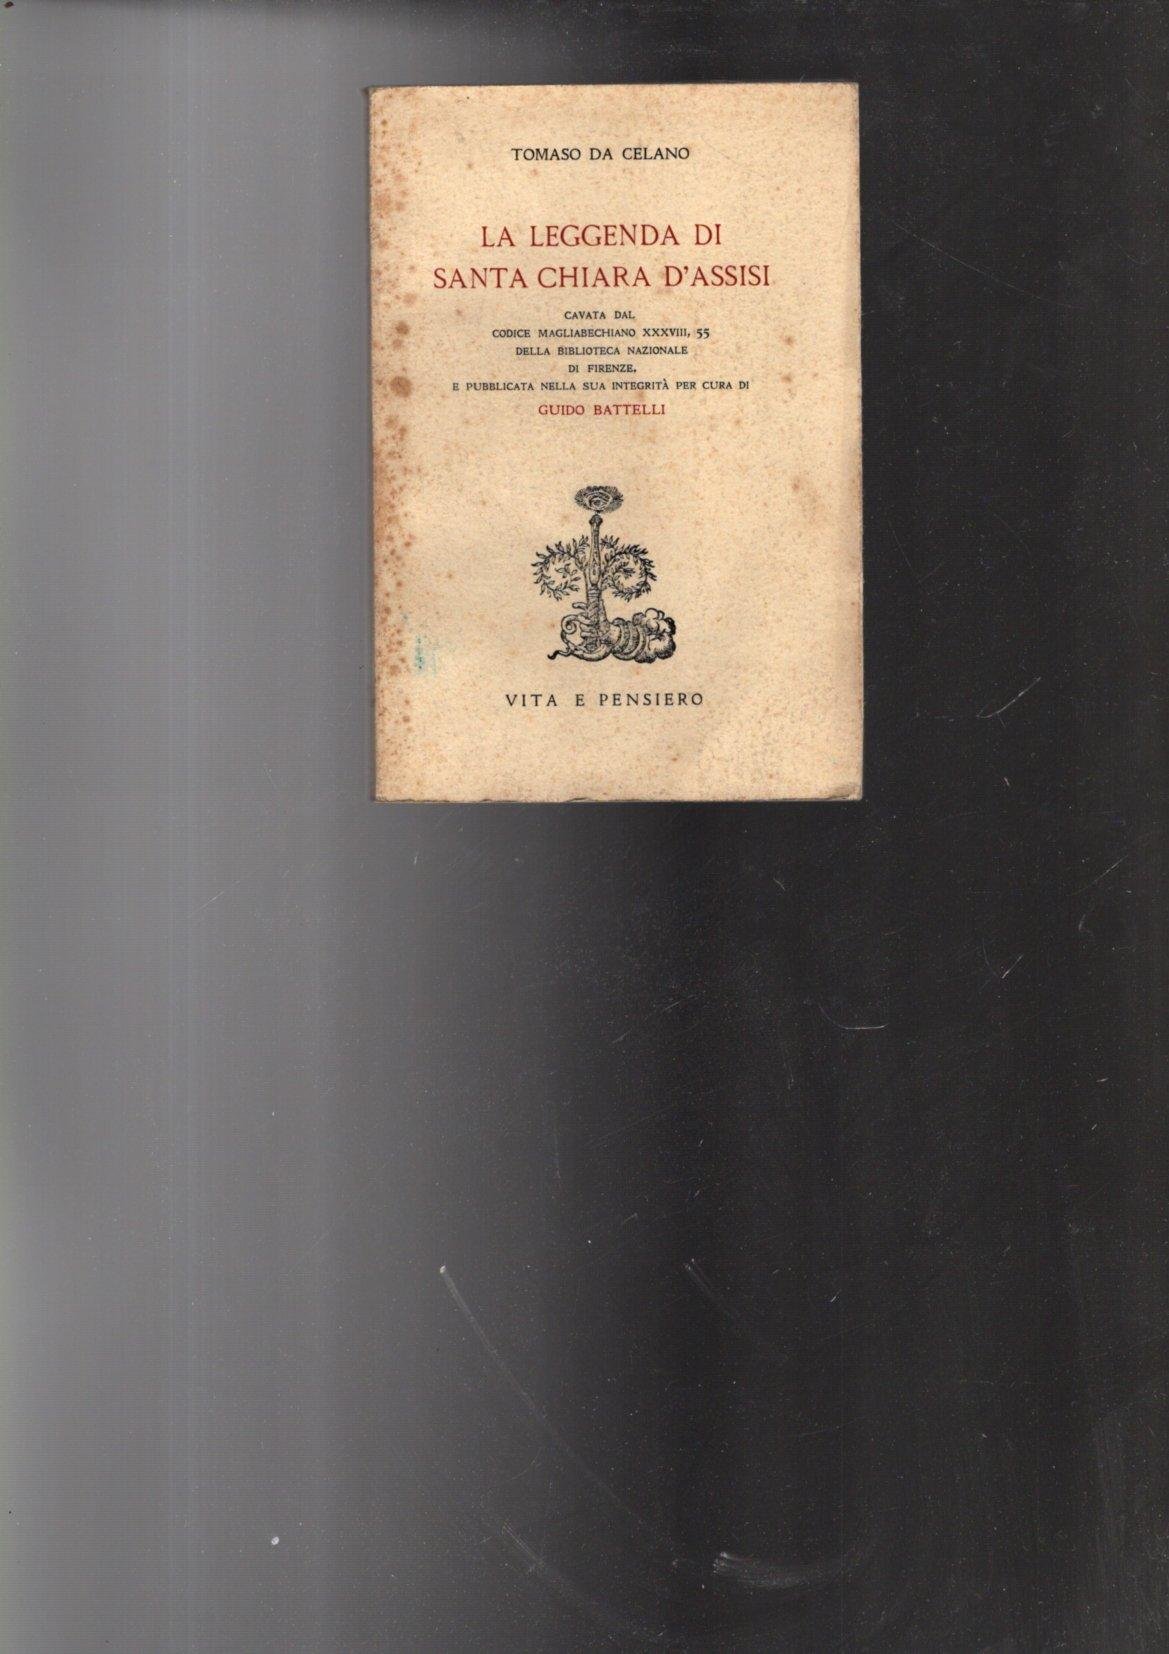 TOMASO DA CELANO
LA LEGGENDA DI
SANTA CHIARA D'ASSISI
CAVATA DAL
CODICE MAGLIABECHIANO XXXVIII, 55
DELLA BIBLIOTECA NAZIONALE
DI FIRENZE,
E PUBBLICATA NELLA SUA INTEGRITÀ PER CURA DI
GUIDO BATTELLI
VITA E PENSIERO